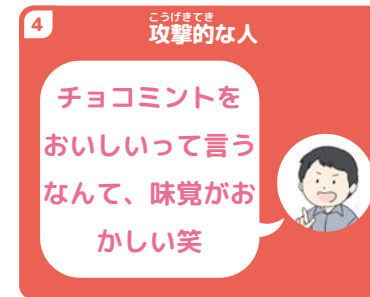 4
こうげきてき
攻撃的な人
チョコミントを
おいしいって言う
なんて、味覚がお
かしい笑